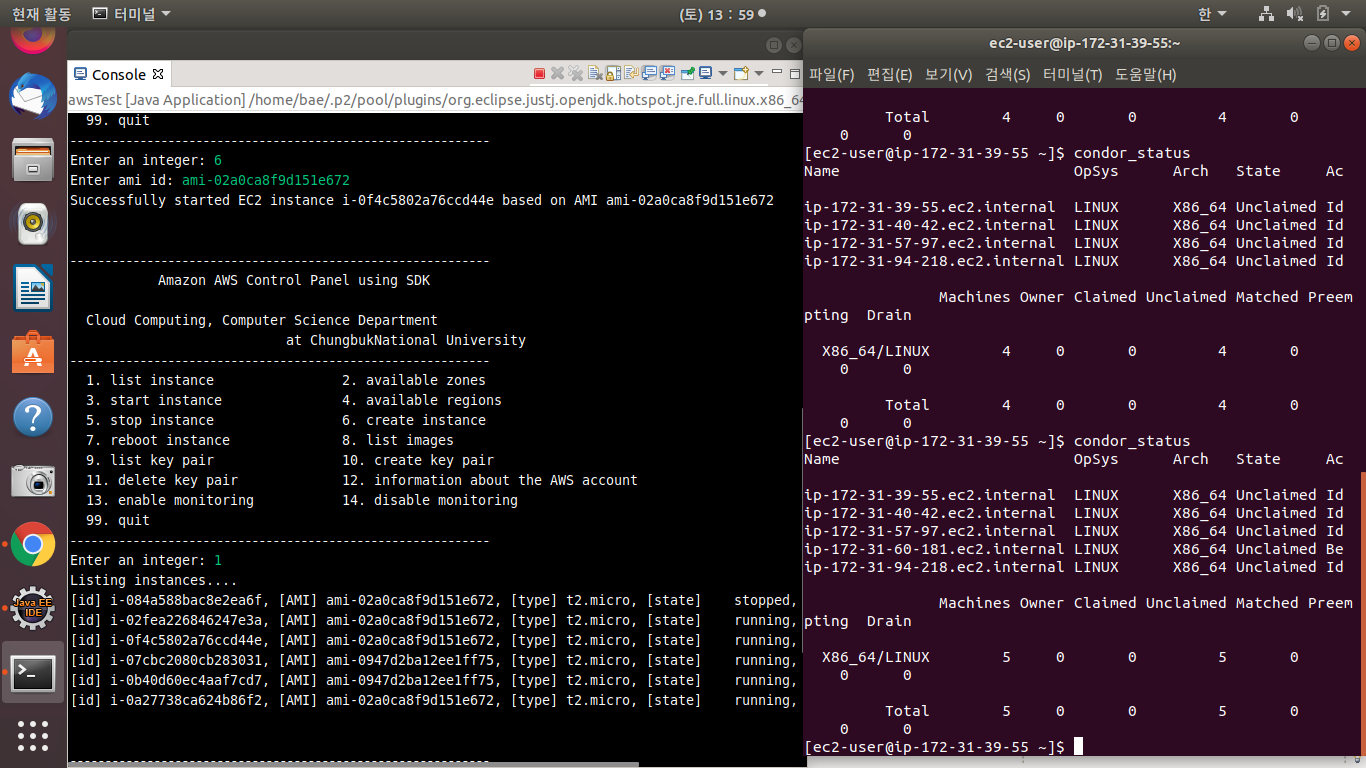 현재 활동
터미널
(토) 13 : 59
한
Console
awsTest [Java Application] /home/bae/.p2/pool/plugins/org.eclipse.justj.openjdk.hotspot.jre.full.linux.x86_64
99. quit
----------------------------------------------------
Enter an integer: 6
Enter ami id: ami-02a0ca8f9d151e672
Successfully started EC2 instance i-0f4c5802a76ccd44e based on AMI ami-02a0ca8f9d151e672
----------------------------------------------------
Amazon AWS Control Panel using SDK
Cloud Computing, Computer Science Department
at ChungbukNational University
----------------------------------------------------
1. list instance 2. available zones
3. start instance 4. available regions
5. stop instance 6. create instance
7. reboot instance 8. list images
9. list key pair 10. create key pair
11. delete key pair 12. information about the AWS account
13. enable monitoring 14. disable monitoring
99. quit
----------------------------------------------------
Enter an integer: 1
Listing instances....
[id] i-084a588bac8e2ea6f, [AMI] ami-02a0ca8f9d151e672, [type] t2.micro, [state] stopped,
[id] i-02fea226846247e3a, [AMI] ami-02a0ca8f9d151e672, [type] t2.micro, [state] running,
[id] i-0f4c5802a76ccd44e, [AMI] ami-02a0ca8f9d151e672, [type] t2.micro, [state] running,
[id] i-07cbc2080cb283031, [AMI] ami-0947d2ba12ee1ff75, [type] t2.micro, [state] running,
[id] i-0b40d60ec4aaf7cd7, [AMI] ami-0947d2ba12ee1ff75, [type] t2.micro, [state] running,
[id] i-0a27738ca624b86f2, [AMI] ami-02a0ca8f9d151e672, [type] t2.micro, [state] running,
----------------------------------------------------
Java EE
IDE
ec2-user@ip-172-31-39-55:~
파일(F) 편집(E) 보기(V) 검색(S) 터미널(T) 도움말(H)
Total 4 0 0 4 0
0 0
[ec2-user@ip-172-31-39-55 ~]$ condor_status
Name OpSys Arch State Ac
ip-172-31-39-55.ec2.internal LINUX X86_64 Unclaimed Id
ip-172-31-40-42.ec2.internal LINUX X86_64 Unclaimed Id
ip-172-31-57-97.ec2.internal LINUX X86_64 Unclaimed Id
ip-172-31-94-218.ec2.internal LINUX X86_64 Unclaimed Id
Machines Owner Claimed Unclaimed Matched Preem
pting Drain
X86_64/LINUX 4 0 0 4 0
0 0
Total 4 0 0 4 0
0 0
[ec2-user@ip-172-31-39-55 ~]$ condor_status
Name OpSys Arch State Ac
ip-172-31-39-55.ec2.internal LINUX X86_64 Unclaimed Id
ip-172-31-40-42.ec2.internal LINUX X86_64 Unclaimed Id
ip-172-31-57-97.ec2.internal LINUX X86_64 Unclaimed Id
ip-172-31-60-181.ec2.internal LINUX X86_64 Unclaimed Be
ip-172-31-94-218.ec2.internal LINUX X86_64 Unclaimed Id
Machines Owner Claimed Unclaimed Matched Preem
pting Drain
X86_64/LINUX 5 0 0 5 0
0 0
Total 5 0 0 5 0
0 0
[ec2-user@ip-172-31-39-55 ~]$